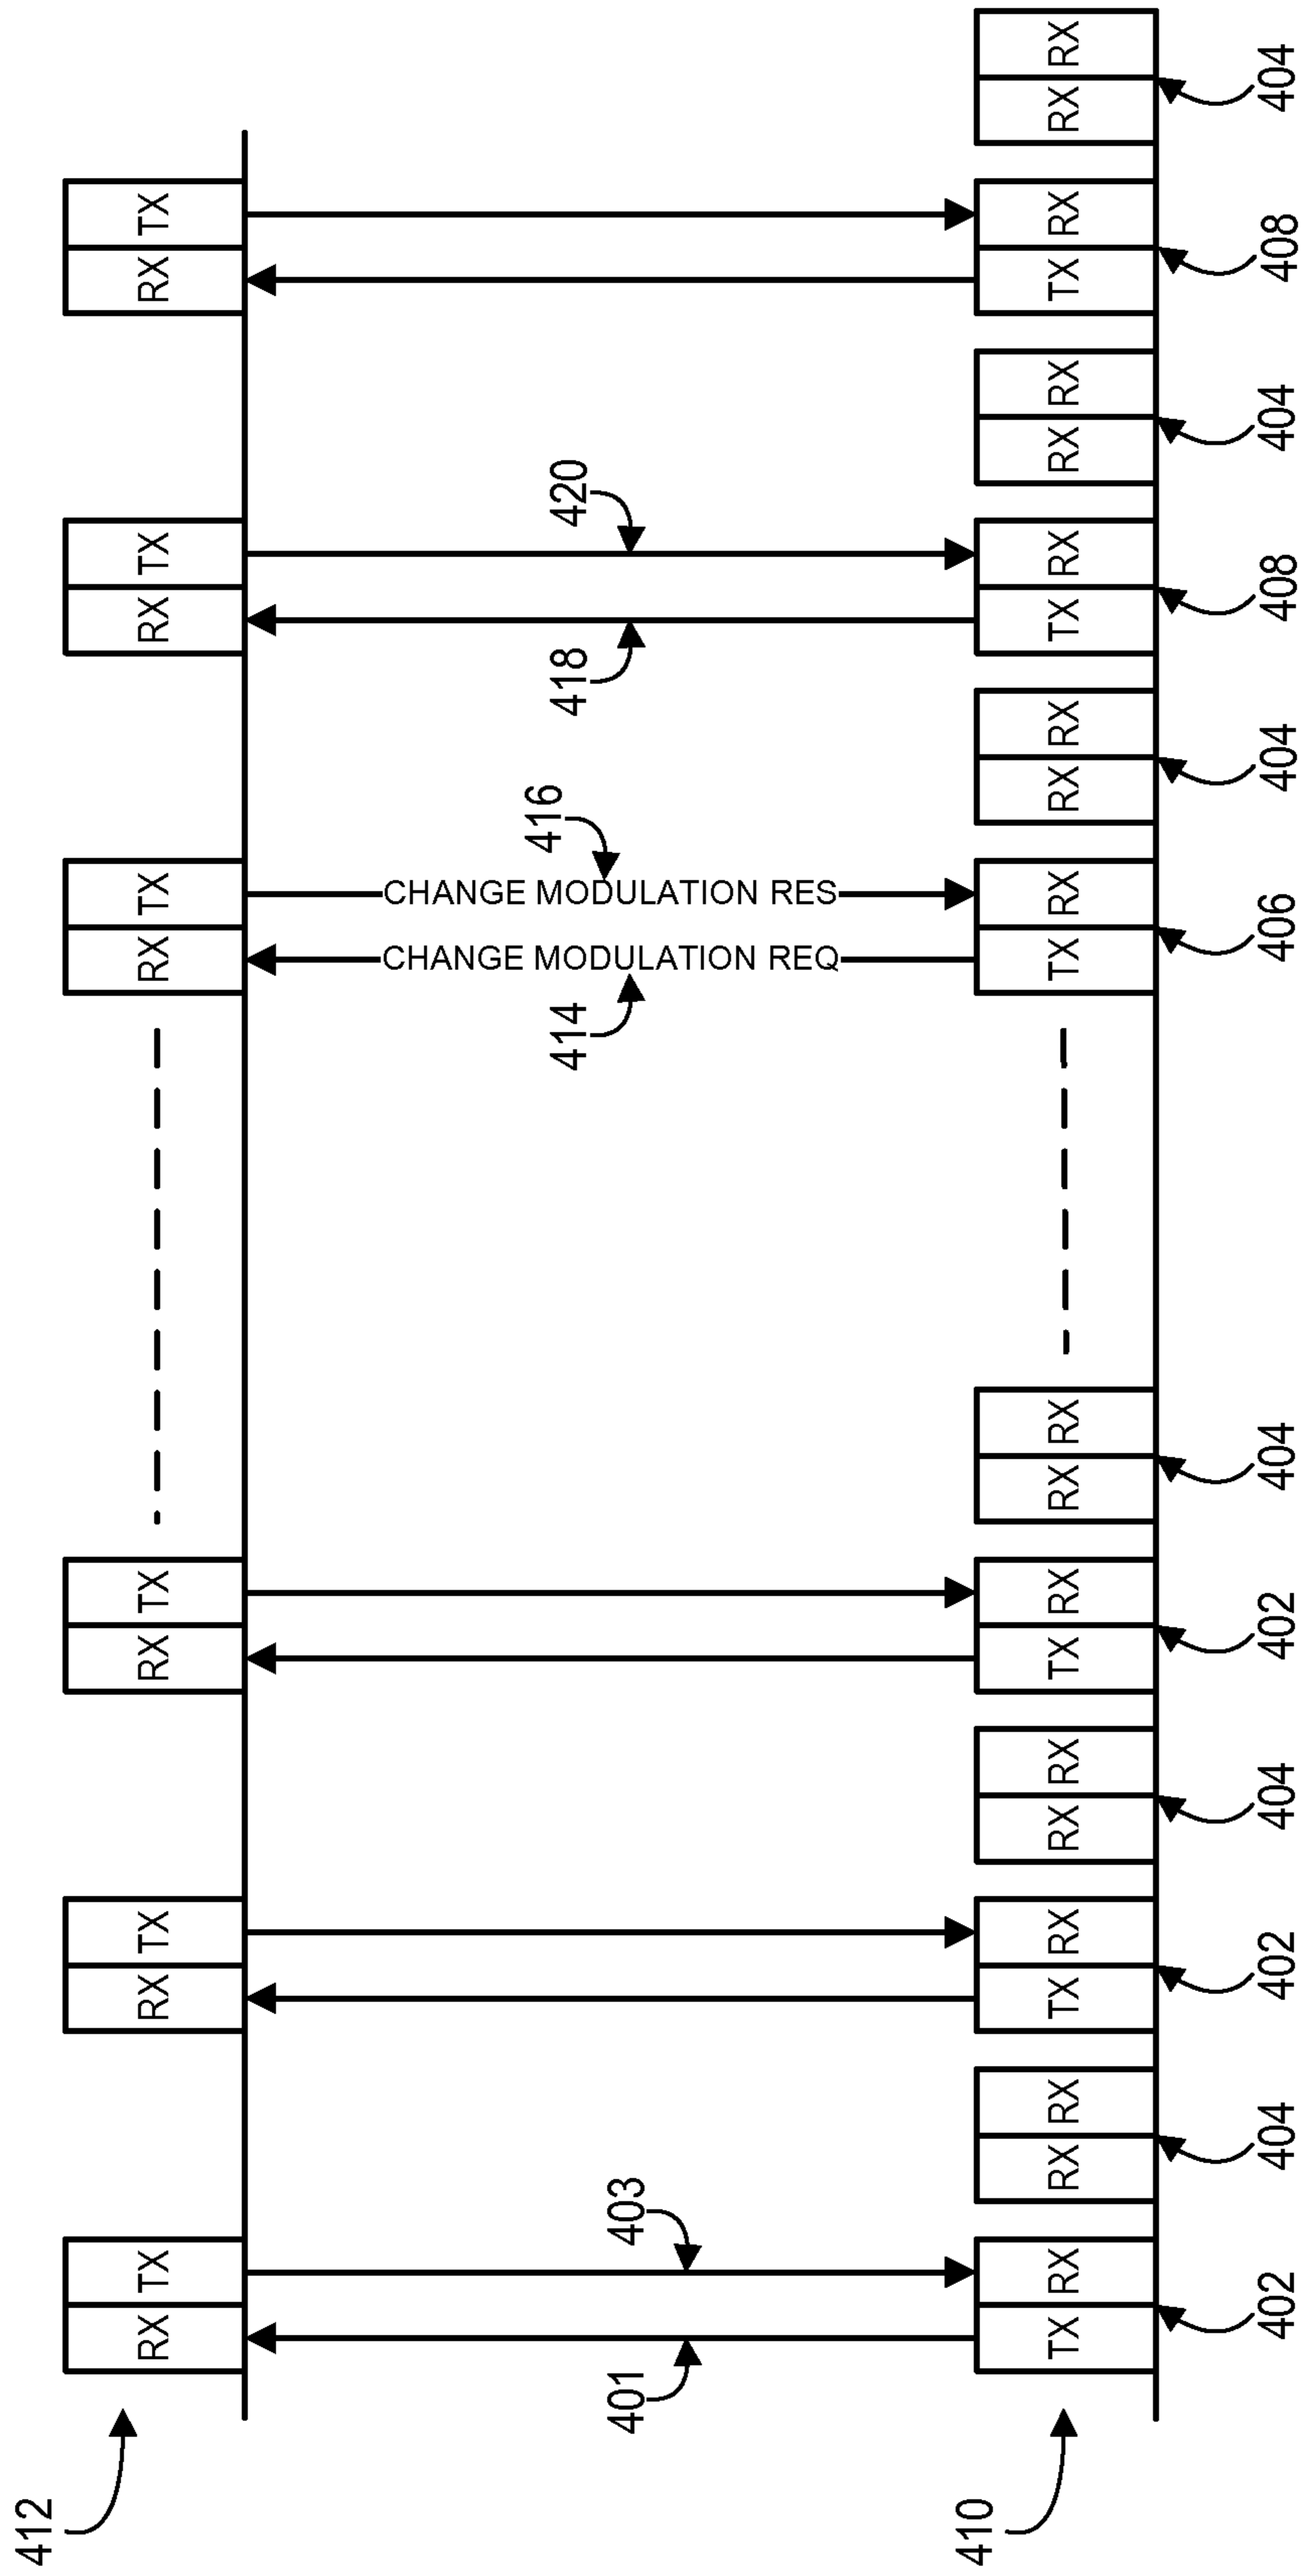 412
RX TX RX TX RX TX RX TX RX TX RX TX
416
420
414
418
401
403
CHANGE MODULATION REQ
CHANGE MODULATION RES
410
TX RX RX RX TX RX RX RX TX RX RX RX TX RX RX RX TX RX RX RX TX RX RX RX
402 404 402 404 402 404 406 404 408 404 408 404